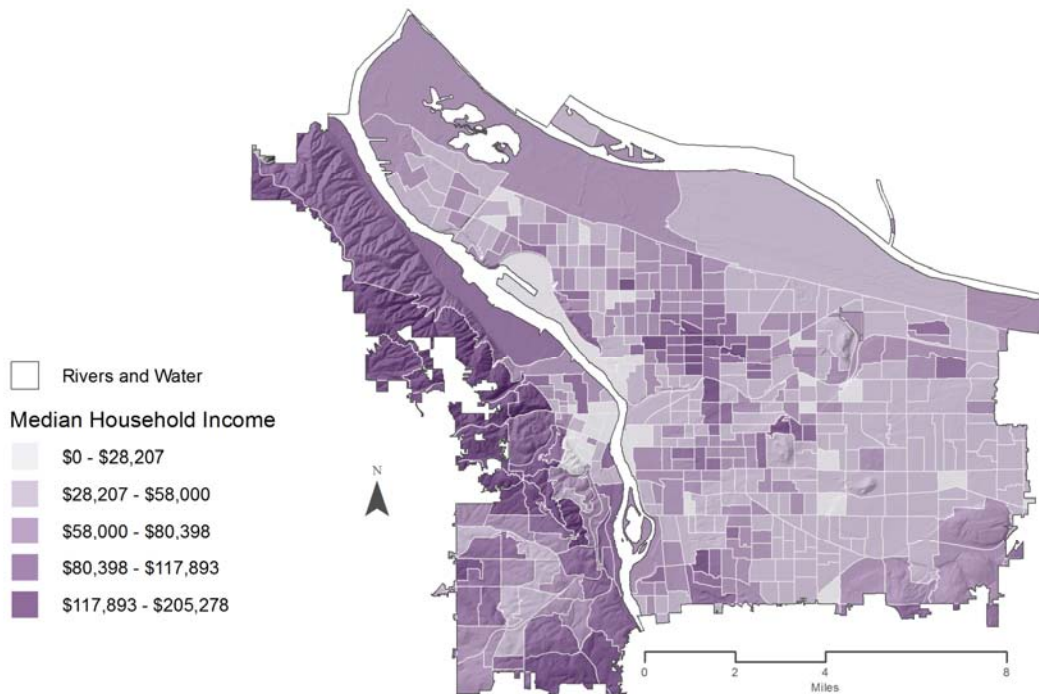 Rivers and Water
Median Household Income
$0 - $28,207
$28,207 - $58,000
$58,000 - $80,398
$80,398 - $117,893
$117,893 - $205,278
N
0 2 4 8
Miles